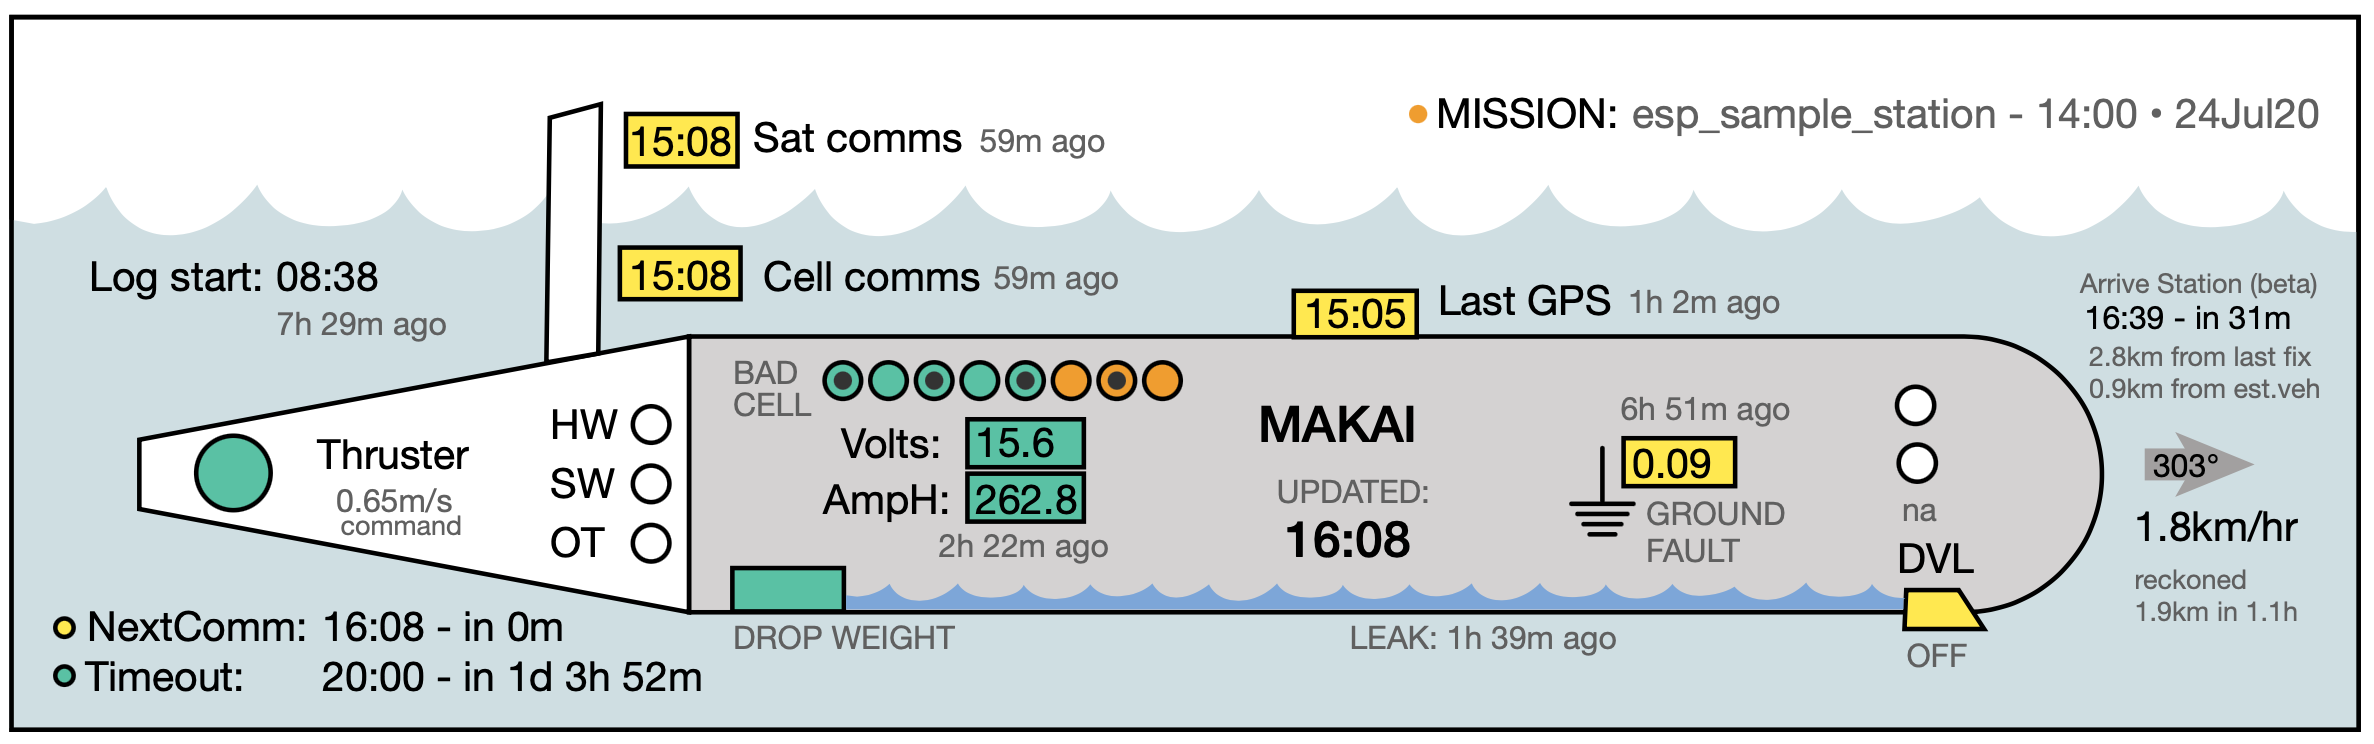 MISSION: esp_sample_station - 14:00 • 24Jul20
15:08 Sat comms 59m ago
Log start: 08:38
7h 29m ago
15:08 Cell comms 59m ago
15:05 Last GPS 1h 2m ago
Arrive Station (beta)
16:39 - in 31m
2.8km from last fix
0.9km from est.veh
Thruster
0.65m/s
command
HW
SW
OT
BAD
CELL
Volts: 15.6
AmpH: 262.8
2h 22m ago
MAKAI
UPDATED:
16:08
6h 51m ago
0.09
GROUND
FAULT
na
DVL
OFF
303°
1.8km/hr
reckoned
1.9km in 1.1h
NextComm: 16:08 - in 0m
Timeout: 20:00 - in 1d 3h 52m
DROP WEIGHT
LEAK: 1h 39m ago